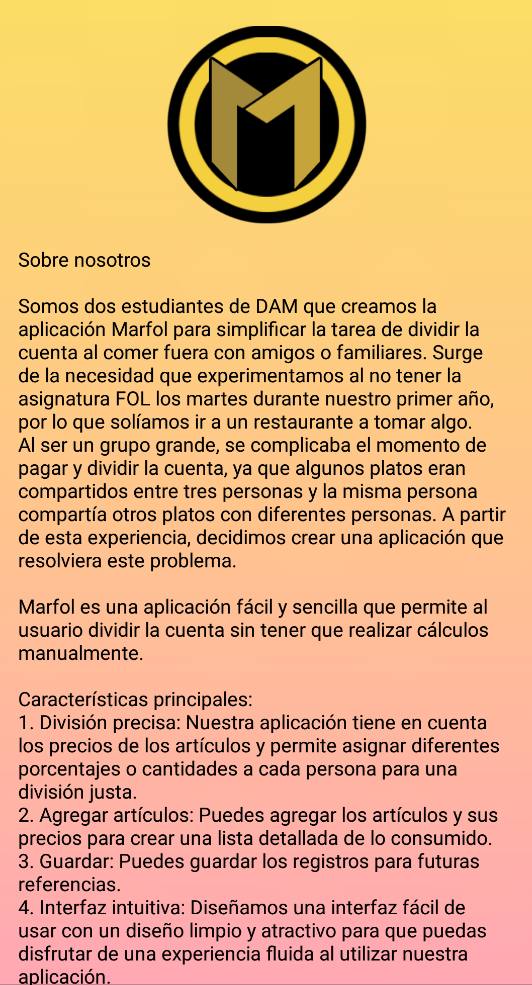 M
Sobre nosotros
Somos dos estudiantes de DAM que creamos la
aplicación Marfol para simplificar la tarea de dividir la
cuenta al comer fuera con amigos o familiares. Surge
de la necesidad que experimentamos al no tener la
asignatura FOL los martes durante nuestro primer año,
por lo que solíamos ir a un restaurante a tomar algo.
Al ser un grupo grande, se complicaba el momento de
pagar y dividir la cuenta, ya que algunos platos eran
compartidos entre tres personas y la misma persona
compartía otros platos con diferentes personas. A partir
de esta experiencia, decidimos crear una aplicación que
resolviera este problema.
Marfol es una aplicación fácil y sencilla que permite al
usuario dividir la cuenta sin tener que realizar cálculos
manualmente.
Características principales:
1. División precisa: Nuestra aplicación tiene en cuenta
los precios de los artículos y permite asignar diferentes
porcentajes o cantidades a cada persona para una
división justa.
2. Agregar artículos: Puedes agregar los artículos y sus
precios para crear una lista detallada de lo consumido.
3. Guardar: Puedes guardar los registros para futuras
referencias.
4. Interfaz intuitiva: Diseñamos una interfaz fácil de
usar con un diseño limpio y atractivo para que puedas
disfrutar de una experiencia fluida al utilizar nuestra
aplicación.